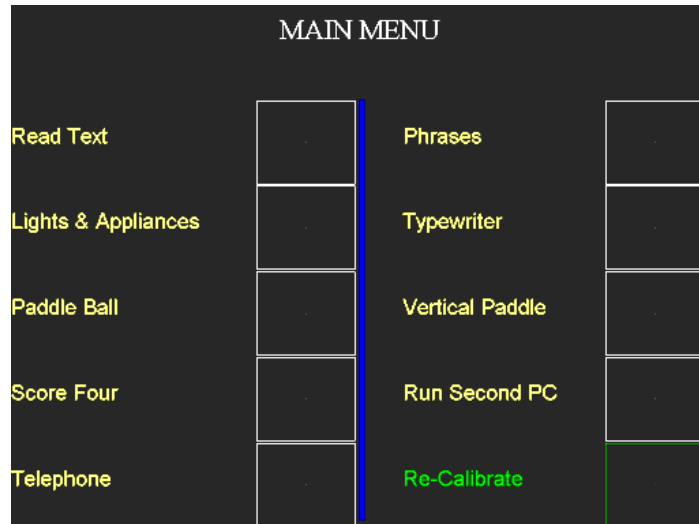 MAIN MENU
Read Text
Phrases
Lights & Appliances
Typewriter
Paddle Ball
Vertical Paddle
Score Four
Run Second PC
Telephone
Re-Calibrate